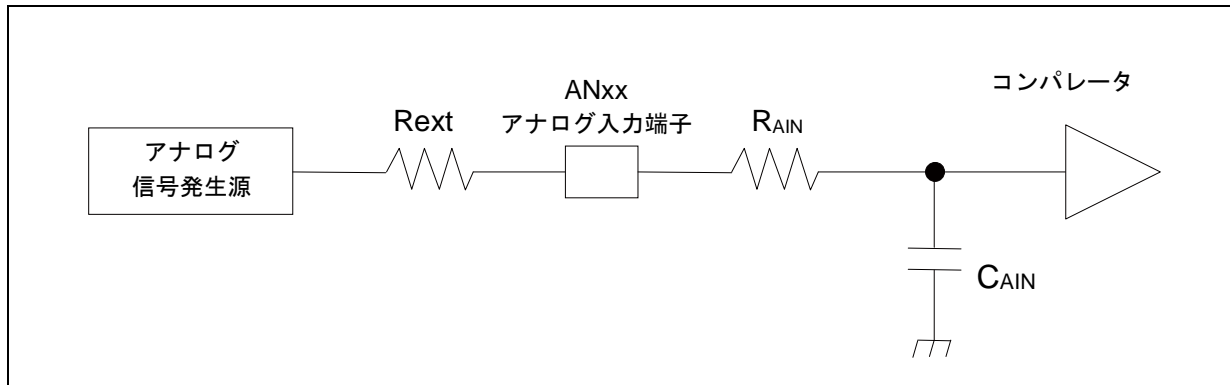 アナログ
信号発生源
Rext
ANxx
アナログ入力端子
RAIN
コンパレータ
CAIN